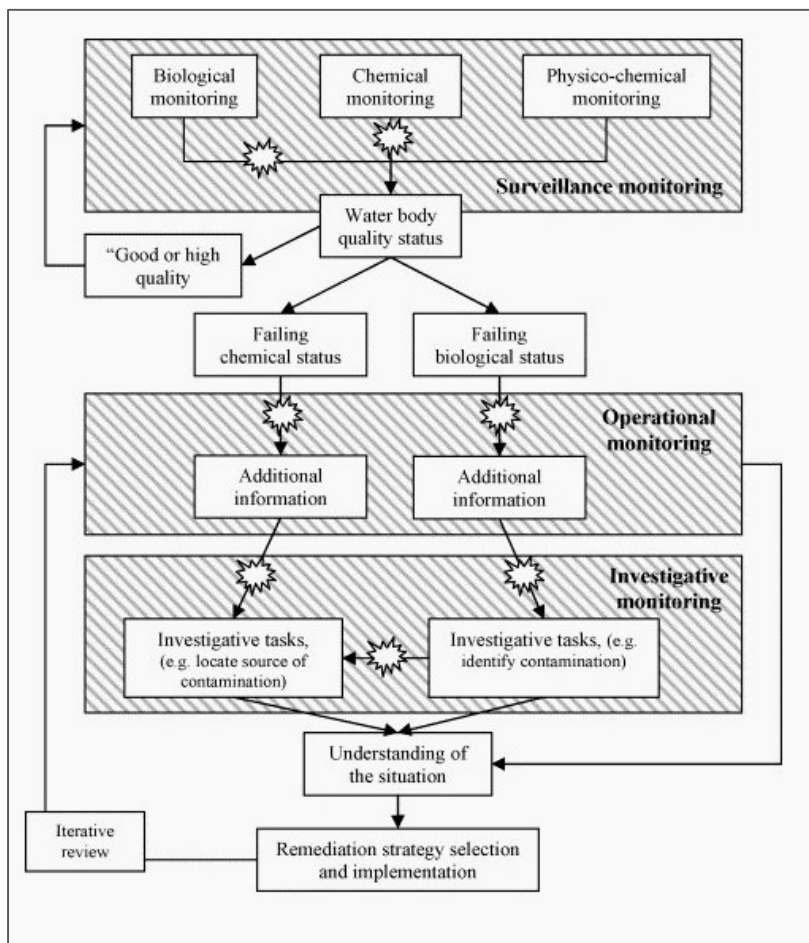 Biological
monitoring
Chemical
monitoring
Physico-chemical
monitoring
Surveillance monitoring
Water body
quality status
“Good or high
quality
Failing
chemical status
Failing
biological status
Operational
monitoring
Additional
information
Additional
information
Investigative
monitoring
Investigative tasks,
(e.g. locate source of
contamination)
Investigative tasks, (e.g.
identify contamination)
Understanding of
the situation
Iterative
review
Remediation strategy selection
and implementation